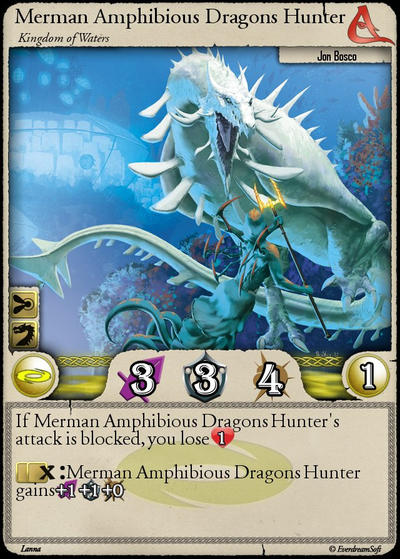 Merman Amphibious Dragons Hunter
Kingdom of Waters
Jon Bosco
3 3 4 1
If Merman Amphibious Dragons Hunter's
attack is blocked, you lose 1
X :Merman Amphibious Dragons Hunter
gains +1 +1 +0
Lanna © EverdreamSoft